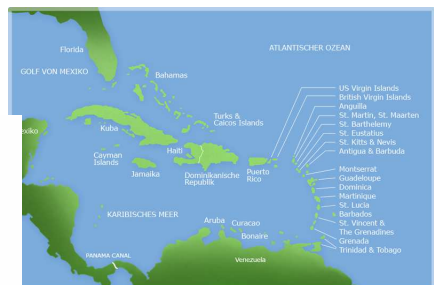 Florida
ATLANTISCHER OZEAN
GOLF VON MEXIKO
Bahamas
US Virgin Islands
British Virgin Islands
Anguilla
St. Martin, St. Maarten
St. Barthelemy
St. Eustatius
St. Kitts & Nevis
Antigua & Barbuda
Turks &
Caicos Islands
exiko
Kuba
Cayman
Islands
Haiti
Jamaika
Dominikanische
Republik
Puerto
Rico
Montserrat
Guadeloupe
Dominica
Martinique
St. Lucia
Barbados
St. Vincent &
The Grenadines
Grenada
Trinidad & Tobago
KARIBISCHES MEER
Aruba
Curacao
Bonaire
PANAMA CANAL
Venezuela